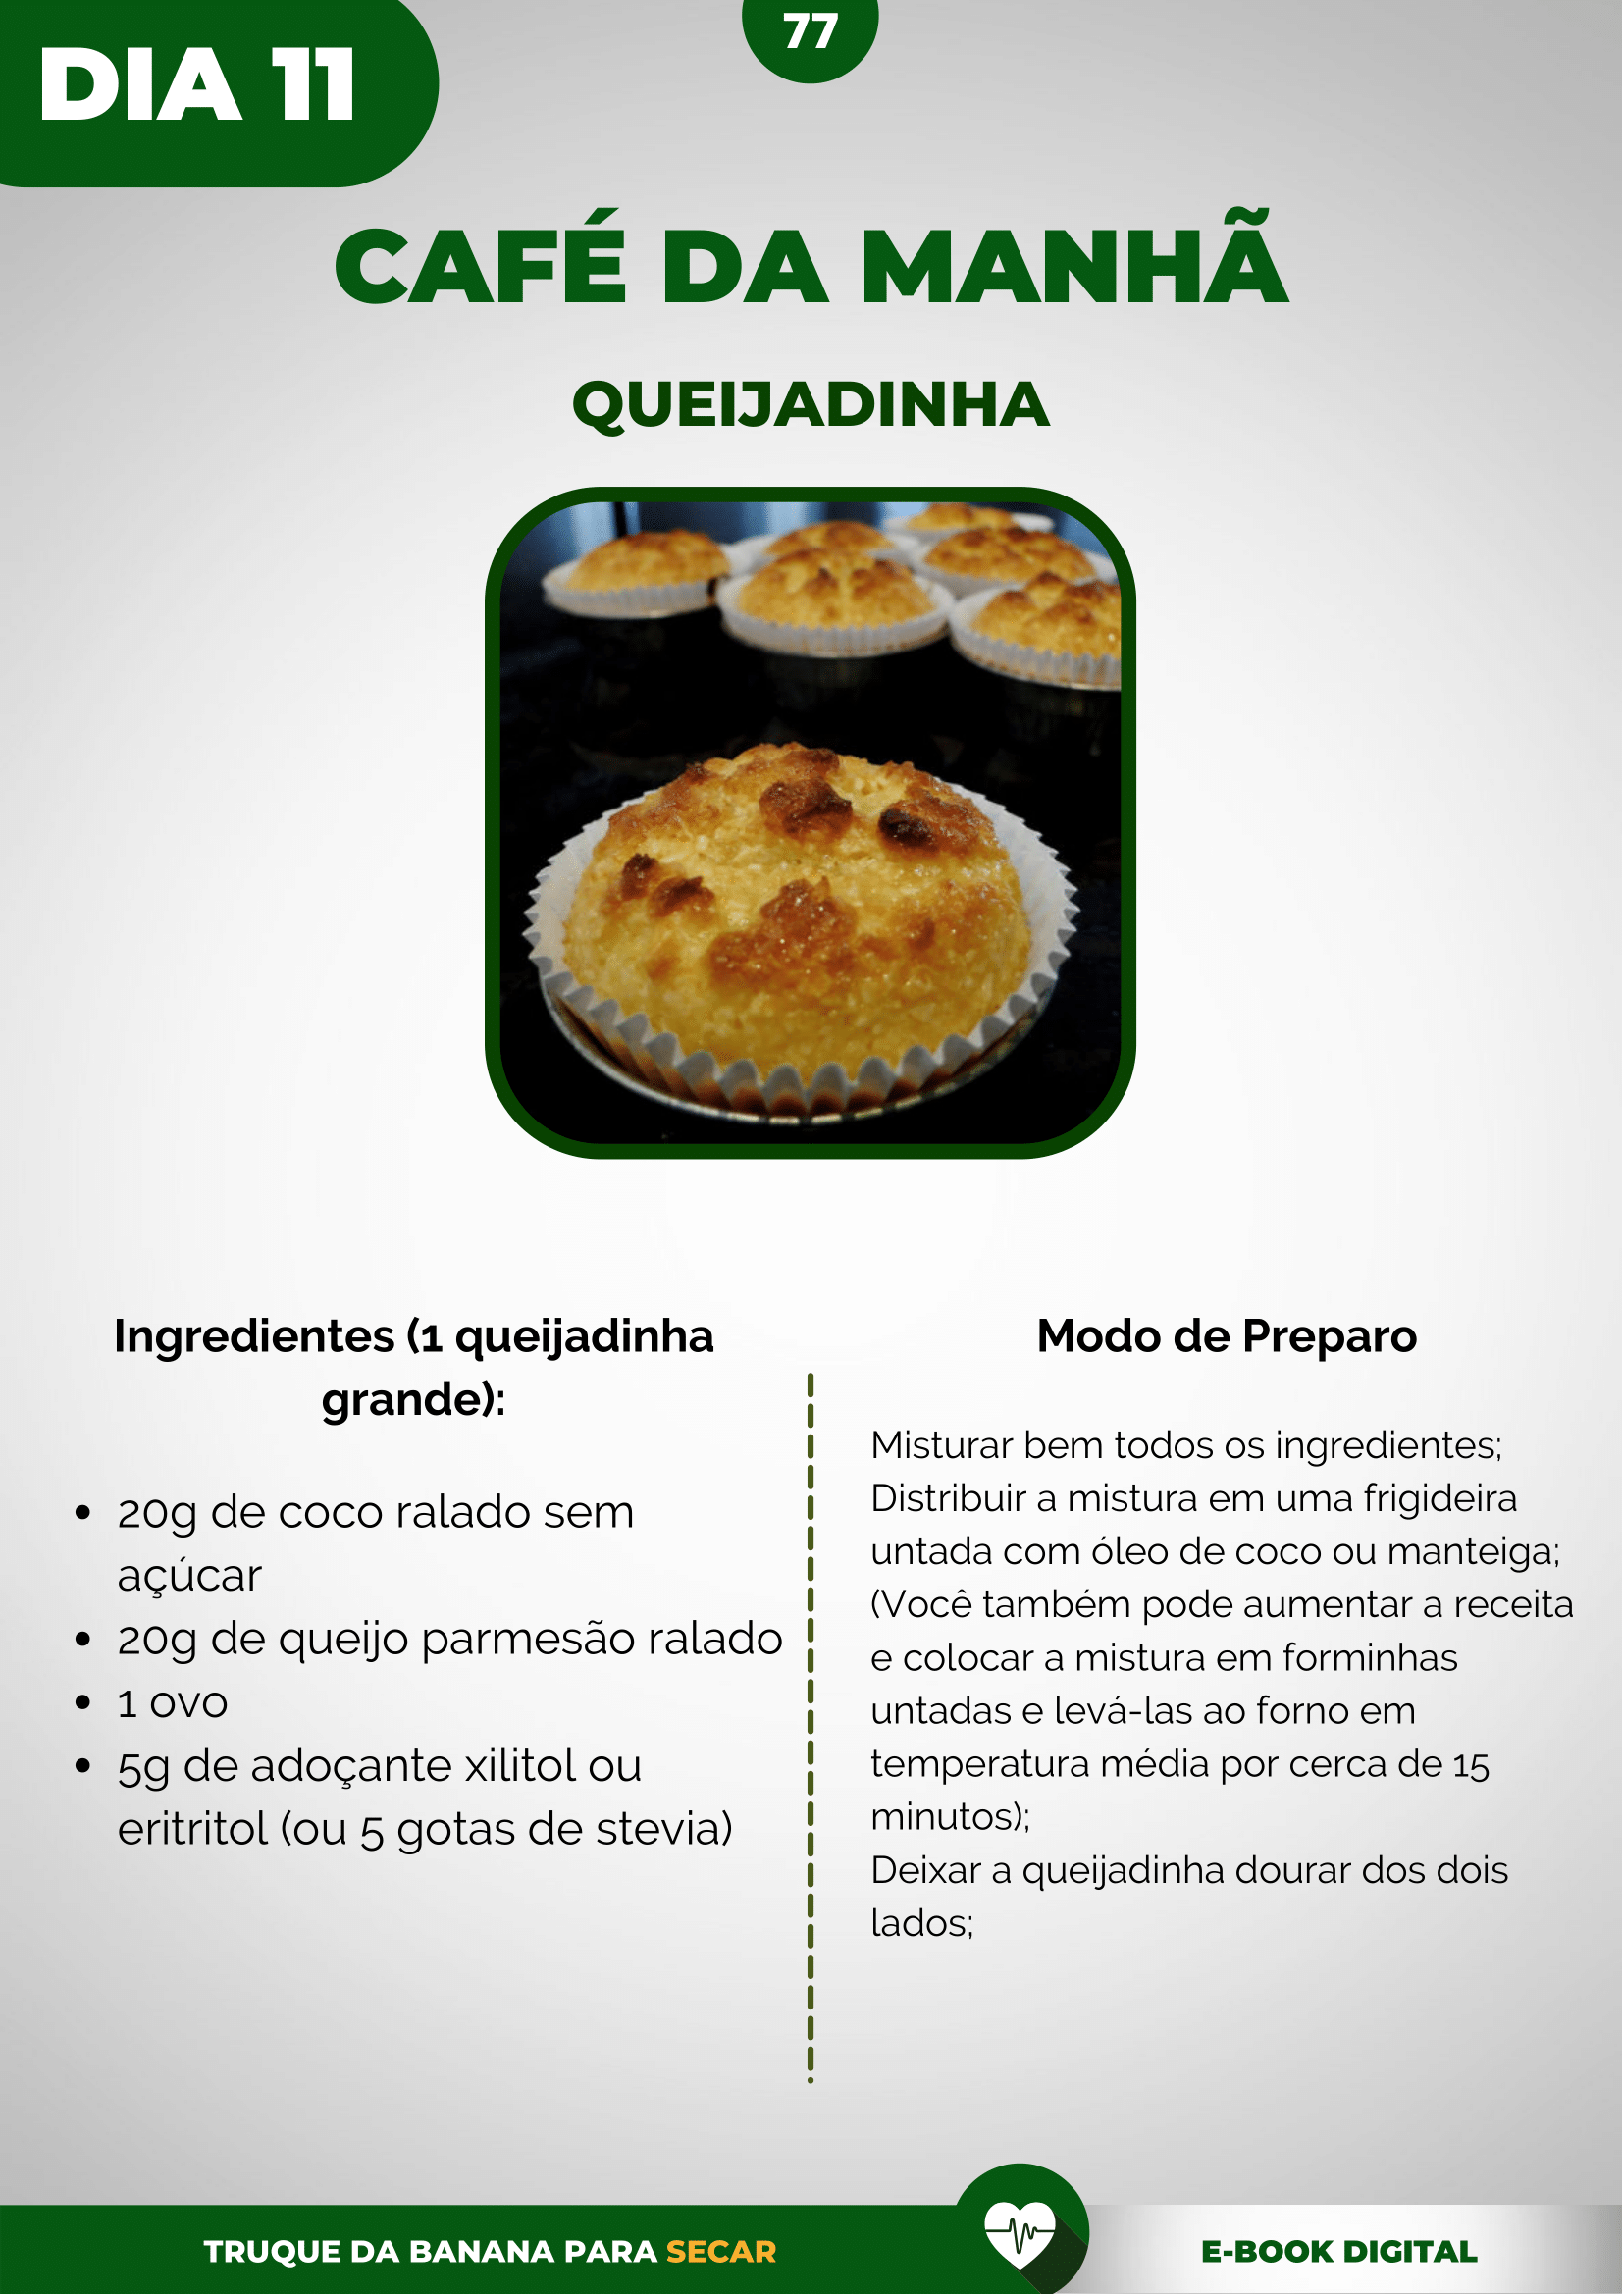 DIA 11
77
CAFÉ DA MANHÃ
QUEIJADINHA
Ingredientes (1 queijadinha
grande):
• 20g de coco ralado sem
açúcar
• 20g de queijo parmesão ralado
• 1 ovo
• 5g de adoçante xilitol ou
eritritol (ou 5 gotas de stevia)
Modo de Preparo
Misturar bem todos os ingredientes;
Distribuir a mistura em uma frigideira
untada com óleo de coco ou manteiga;
(Você também pode aumentar a receita
e colocar a mistura em forminhas
untadas e levá-las ao forno em
temperatura média por cerca de 15
minutos);
Deixar a queijadinha dourar dos dois
lados;
TRUQUE DA BANANA PARA SECAR
E-BOOK DIGITAL